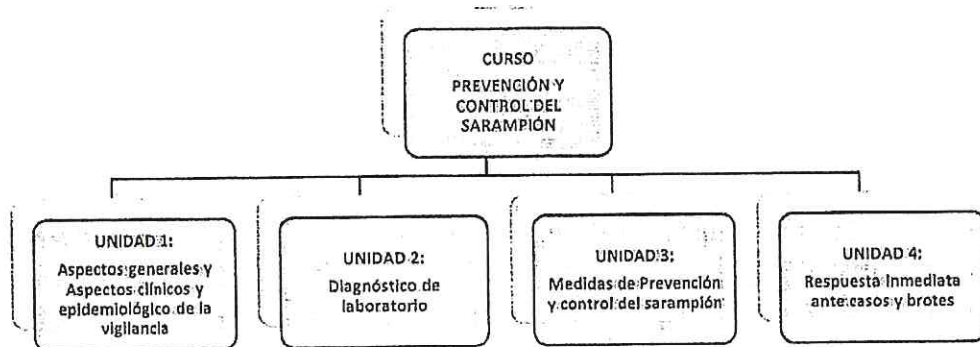 CURSO
PREVENCIÓN Y
CONTROL DEL
SARAMPIÓN
UNIDAD 1:
Aspectos generales y
Aspectos clínicos y
epidemiológico de la
vigilancia
UNIDAD 2:
Diagnóstico de
laboratorio
UNIDAD 3:
Medidas de Prevención
y control del sarampión
UNIDAD 4:
Respuesta Inmediata
ante casos y brotes